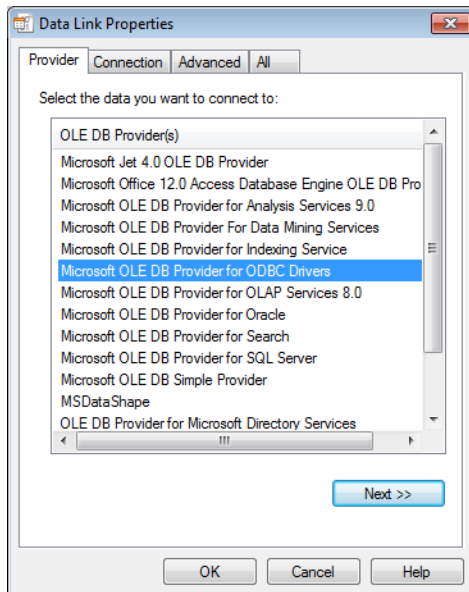 Data Link Properties
Provider Connection Advanced All
Select the data you want to connect to:
OLE DB Provider(s)
Microsoft Jet 4.0 OLE DB Provider
Microsoft Office 12.0 Access Database Engine OLE DB Pro
Microsoft OLE DB Provider for Analysis Services 9.0
Microsoft OLE DB Provider For Data Mining Services
Microsoft OLE DB Provider for Indexing Service
Microsoft OLE DB Provider for ODBC Drivers
Microsoft OLE DB Provider for OLAP Services 8.0
Microsoft OLE DB Provider for Oracle
Microsoft OLE DB Provider for Search
Microsoft OLE DB Provider for SQL Server
Microsoft OLE DB Simple Provider
MSDataShape
OLE DB Provider for Microsoft Directory Services
Next >>
OK Cancel Help